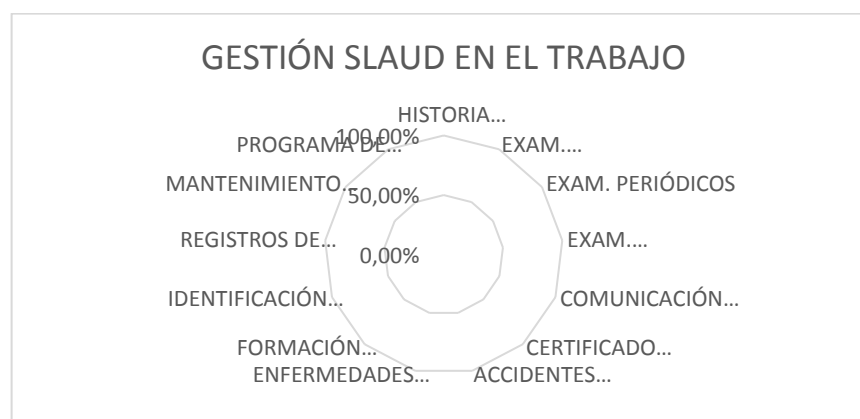 GESTIÓN SLAUD EN EL TRABAJO
HISTORIA...
EXAM....
EXAM. PERIÓDICOS
EXAM....
COMUNICACIÓN...
CERTIFICADO...
ACCIDENTES...
ENFERMEDADES...
FORMACIÓN...
IDENTIFICACIÓN...
REGISTROS DE...
MANTENIMIENTO...
PROGRAMA DE...
100,00%
50,00%
0,00%